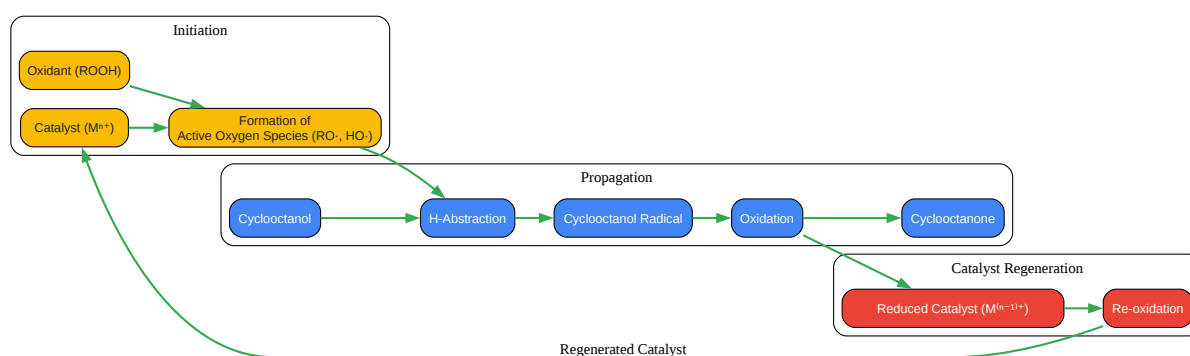 Initiation
Oxidant (ROOH)
Catalyst (Mⁿ⁺)
Formation of
Active Oxygen Species (RO·, HO·)
Propagation
Cyclooctanol
H-Abstraction
Cyclooctanol Radical
Oxidation
Cyclooctanone
Catalyst Regeneration
Reduced Catalyst (M⁽ⁿ⁻¹⁾⁺)
Re-oxidation
Regenerated Catalyst